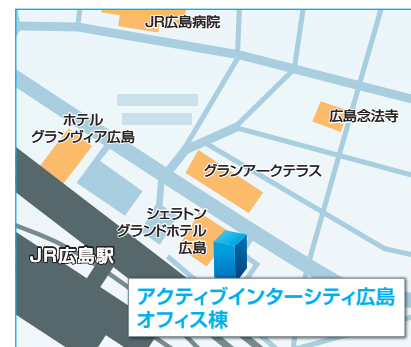 JR広島病院
ホテル
グランヴィア広島
広島念法寺
グランアークテラス
シェラトン
グランドホテル
広島
JR広島駅
アクティブインターシティ広島
オフィス棟